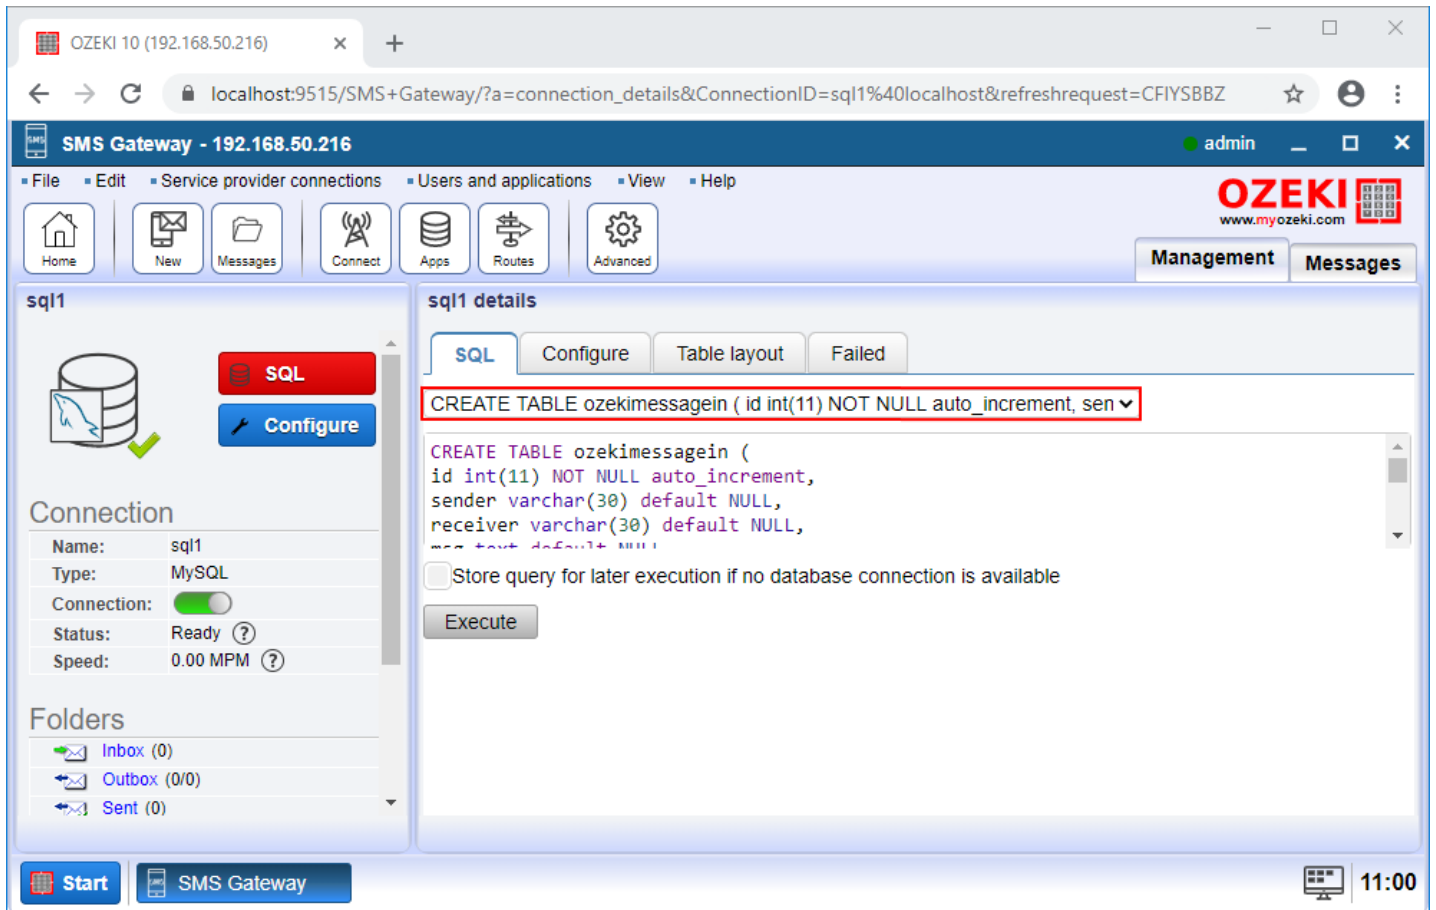 OZEKI 10 (192.168.50.216)
localhost:9515/SMS+Gateway/?a=connection_details&ConnectionID=sql1%40localhost&refreshrequest=CFIYSBBZ
SMS
SMS Gateway - 192.168.50.216
admin
File Edit Service provider connections Users and applications View Help
OZEKI
www.myozeki.com
Home New Messages Connect Apps Routes Advanced
Management Messages
sql1
SQL
Configure
Connection
Name: sql1
Type: MySQL
Connection:
Status: Ready ?
Speed: 0.00 MPM ?
Folders
Inbox (0)
Outbox (0/0)
Sent (0)
sql1 details
SQL Configure Table layout Failed
CREATE TABLE ozekimessagein ( id int(11) NOT NULL auto_increment, sen
CREATE TABLE ozekimessagein (
id int(11) NOT NULL auto_increment,
sender varchar(30) default NULL,
receiver varchar(30) default NULL,
msg text default NULL
Store query for later execution if no database connection is available
Execute
Start SMS Gateway 11:00